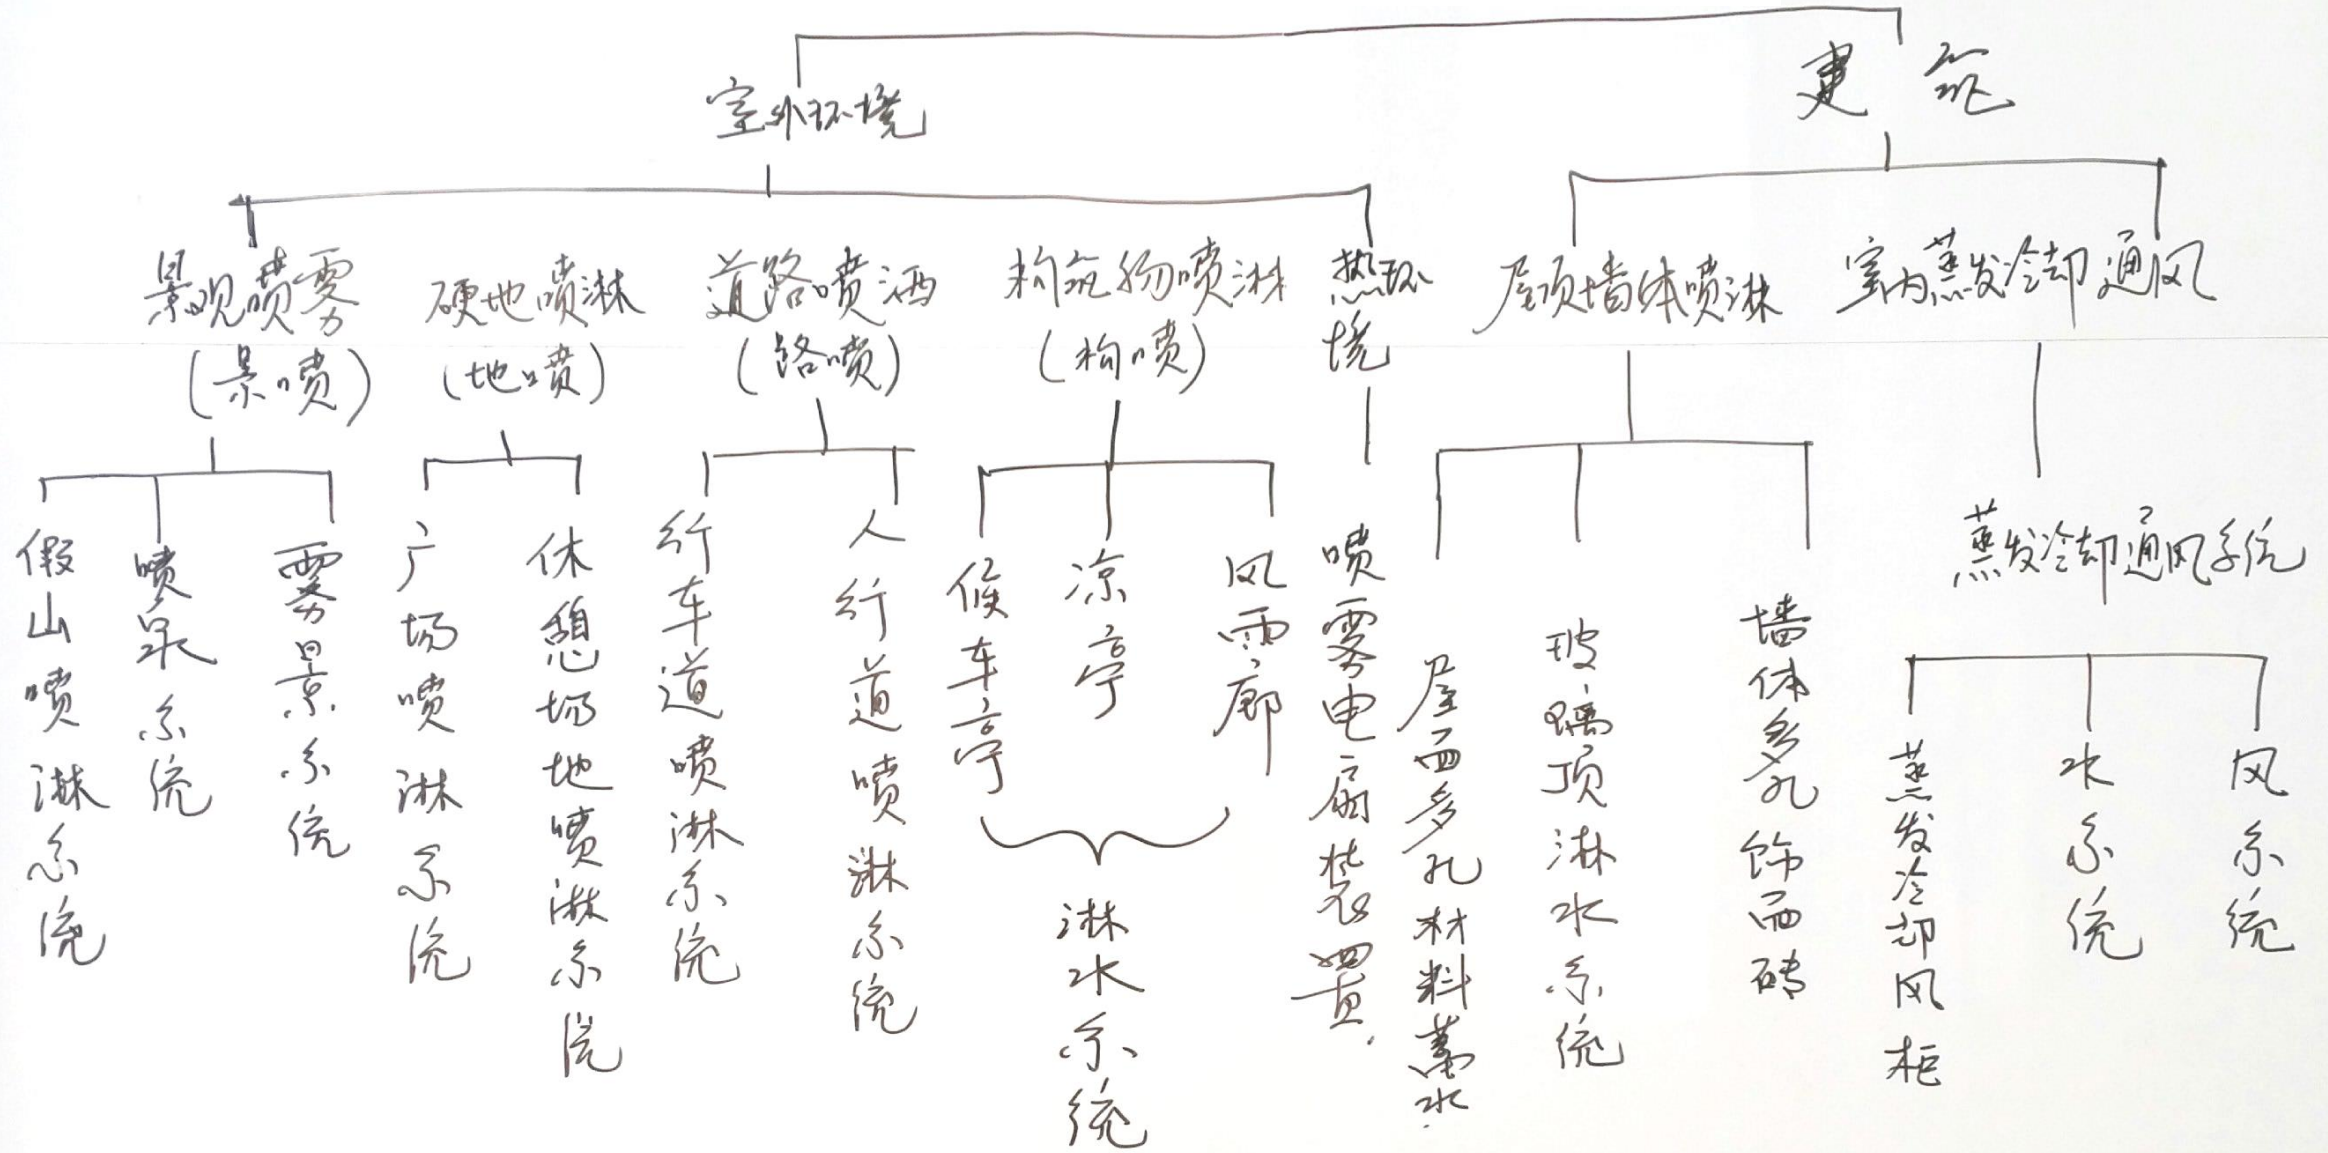 室外环境
建筑
景观喷雾
(景喷)
硬地喷淋
(地喷)
道路喷洒
(路喷)
构筑物喷淋
(构喷)
热环境
屋顶墙体喷淋
室内蒸发冷却通风
假山喷淋系统
喷泉系统
雾景系统
广场喷淋系统
休憩场地喷淋系统
行车道喷淋系统
人行道喷淋系统
候车亭
凉亭
风雨廊
淋水系统
喷雾电扇装置
屋面多孔材料蓄水
玻璃顶淋水系统
墙体多孔饰面砖
蒸发冷却通风系统
蒸发冷却风柜
水系统
风系统